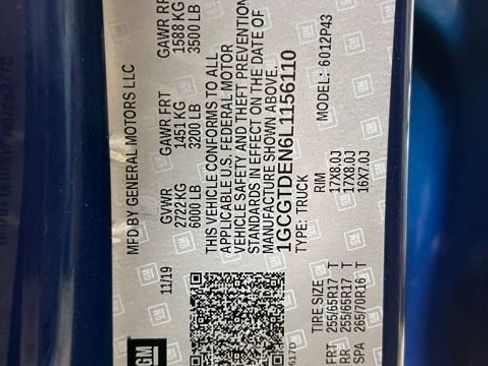 GM
MFD BY GENERAL MOTORS LLC
11/19
GVWR
2722KG
6000 LB
GAWR FRT
1451 KG
3200 LB
GAWR RR
1588 KG
3500 LB
THIS VEHICLE CONFORMS TO ALL
APPLICABLE U.S. FEDERAL MOTOR
VEHICLE SAFETY AND THEFT PREVENTION
STANDARDS IN EFFECT ON THE DATE OF
MANUFACTURE SHOWN ABOVE.
1GCGTDEN6L1156110
TYPE: TRUCK
MODEL: 6012P43
TIRE SIZE RIM
FRT 255/65R17 T 17X8.0J
RR 255/65R17 T 17X8.0J
SPA 265/70R16 T 16X7.0J